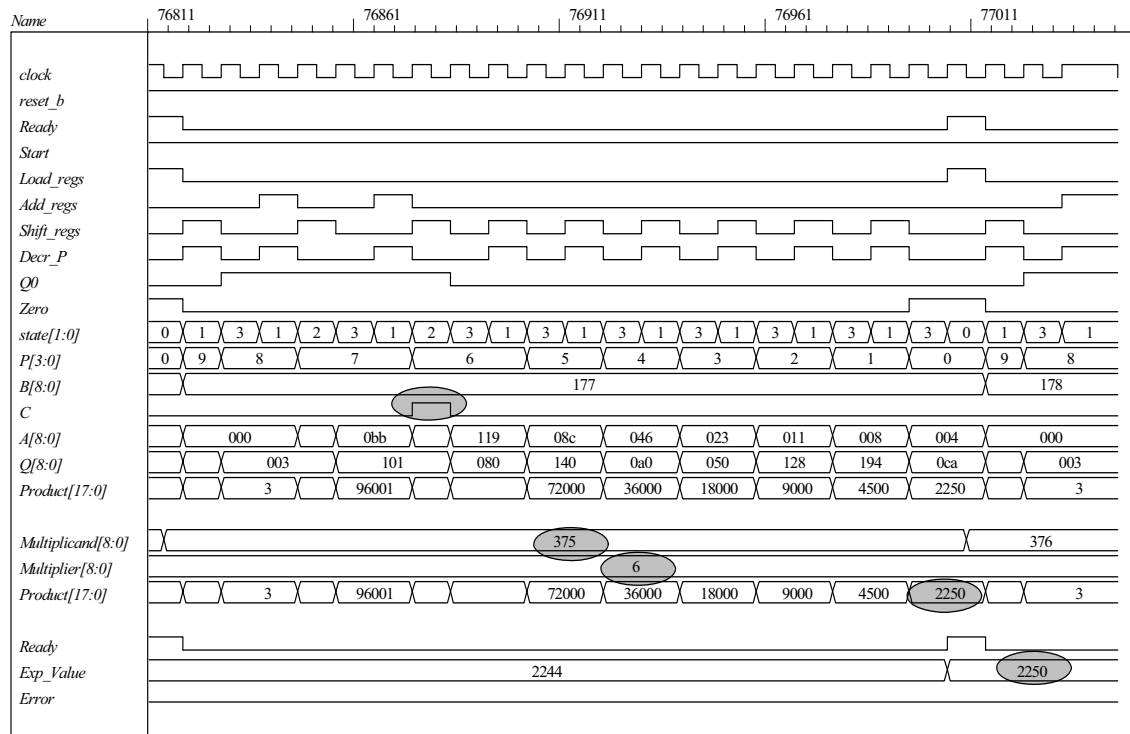 Name 76811 76861 76911 76961 77011
clock
reset_b
Ready
Start
Load_regs
Add_regs
Shift_regs
Decr_P
Q0
Zero
state[1:0] 0 1 3 1 2 3 1 2 3 1 3 1 3 1 3 1 3 1 3 1 3 0 1 3 1
P[3:0] 0 9 8 7 6 5 4 3 2 1 0 9 8
B[8:0] 177 178
C
A[8:0] 000 0bb 119 08c 046 023 011 008 004 000
Q[8:0] 003 101 080 140 0a0 050 128 194 0ca 003
Product[17:0] 3 96001 72000 36000 18000 9000 4500 2250 3
Multiplicand[8:0] 375 376
Multiplier[8:0] 6
Product[17:0] 3 96001 72000 36000 18000 9000 4500 2250 3
Ready
Exp_Value 2244 2250
Error